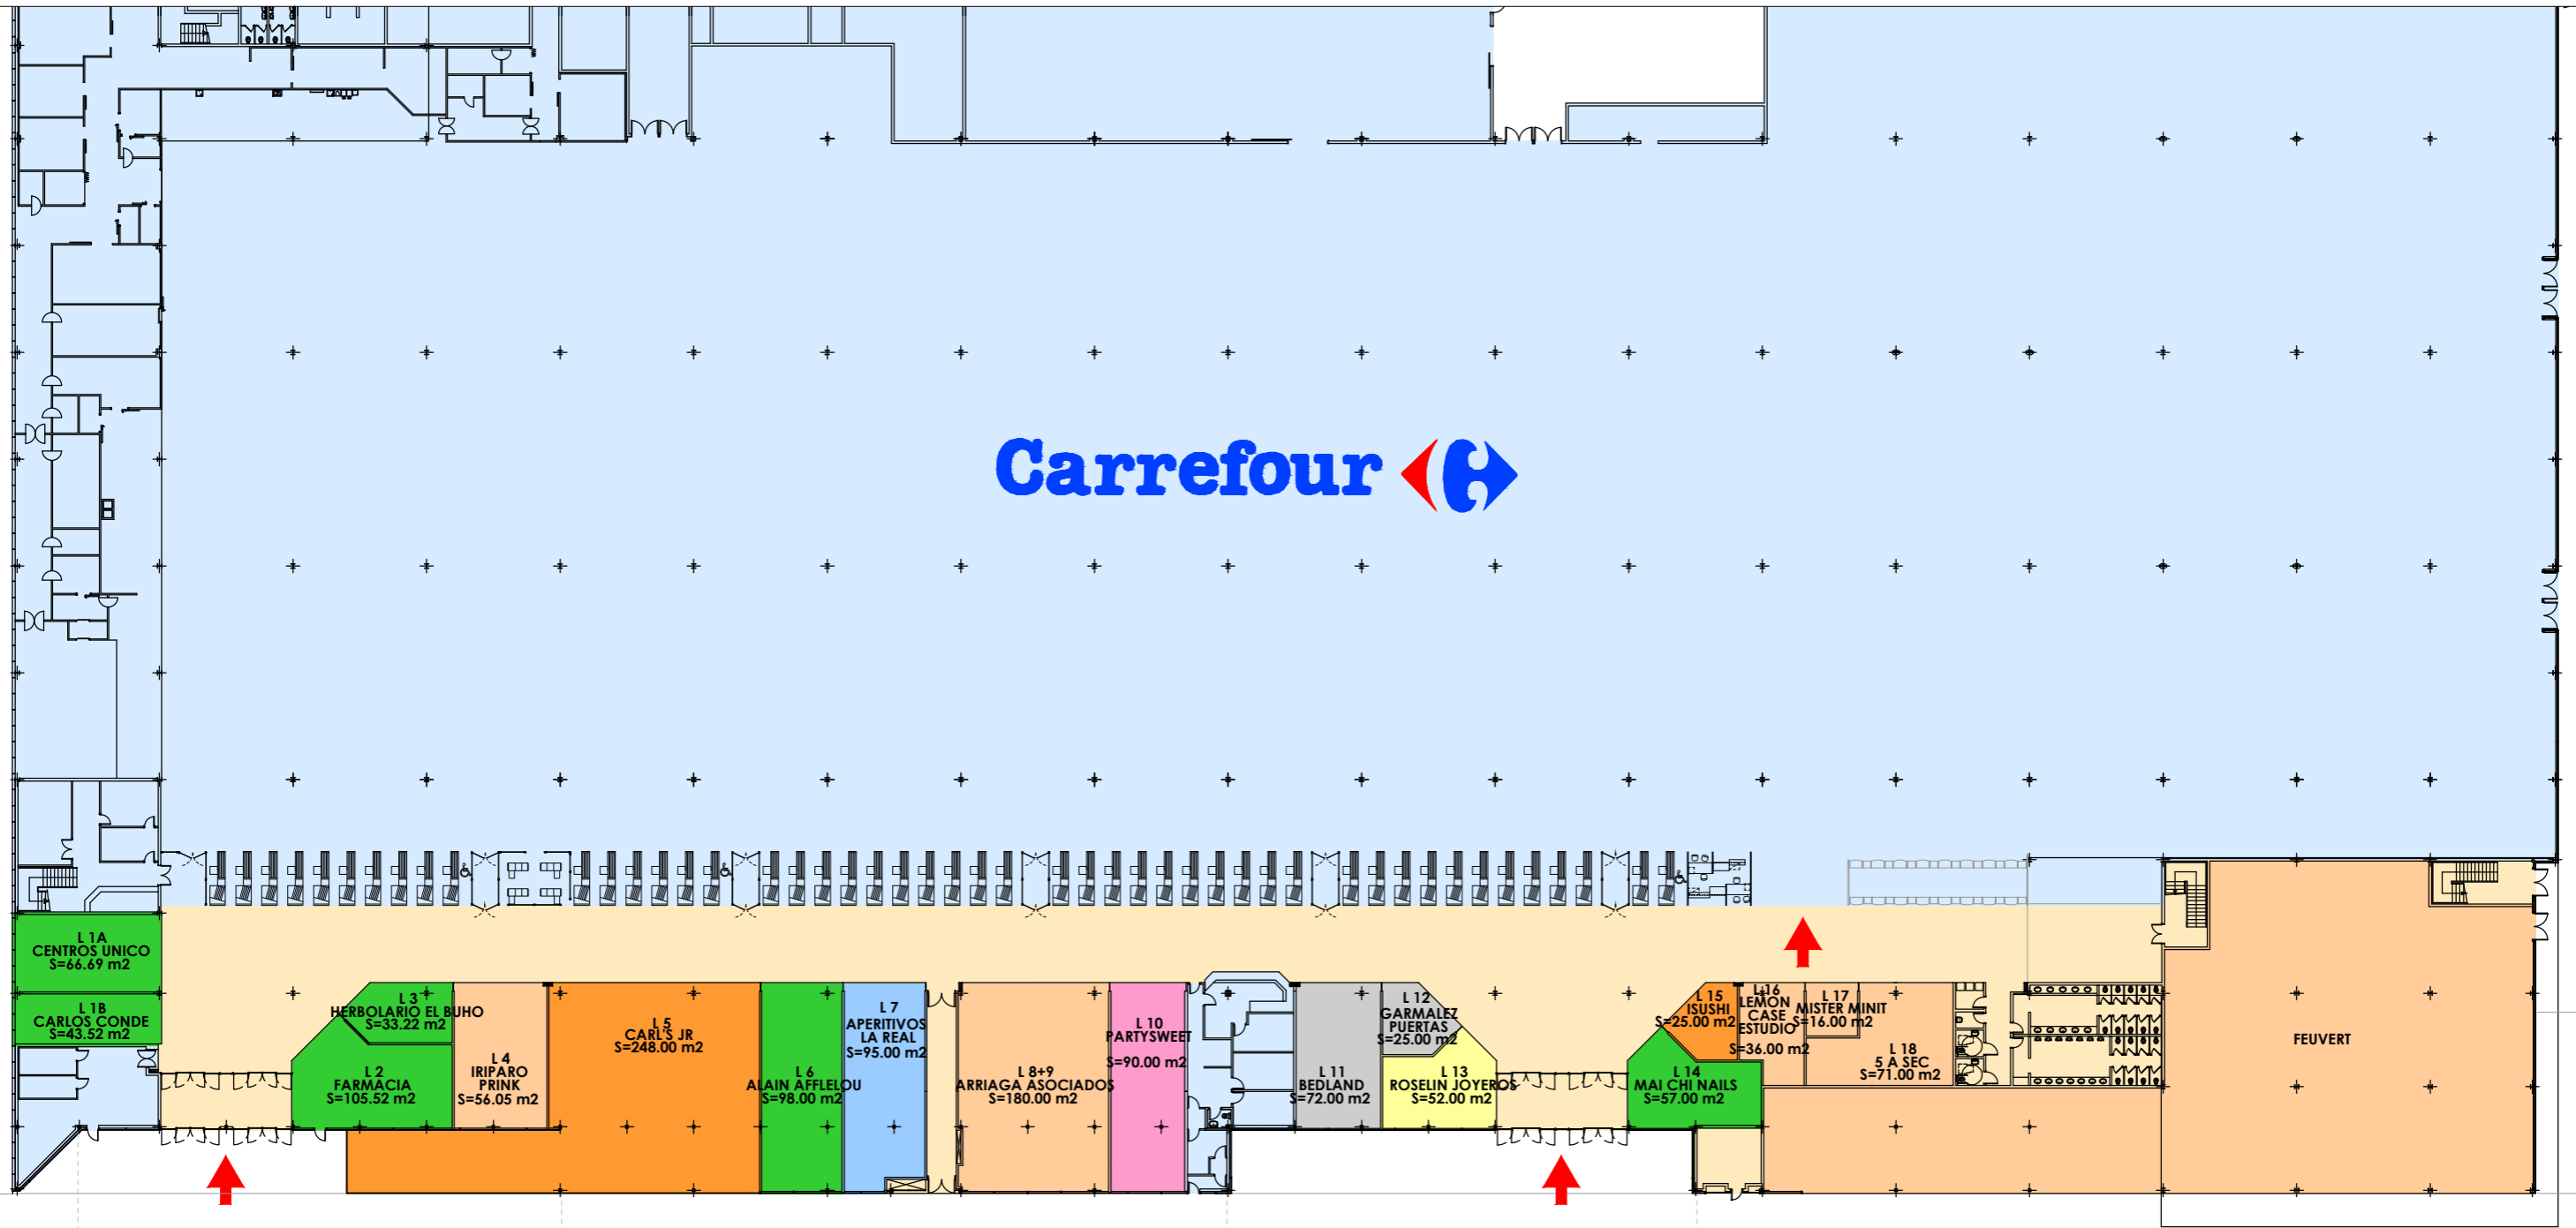 Carrefour
L 1A
CENTROS UNICO
S=66.69 m2
L 1B
CARLOS CONDE
S=43.52 m2
L 3
HERBOLARIO EL BUHO
S=33.22 m2
L 2
FARMACIA
S=105.52 m2
L 4
IRIPARO
PRINK
S=56.05 m2
L 5
CARL'S JR
S=248.00 m2
L 6
ALAIN AFFLELOU
S=98.00 m2
L 7
APERITIVOS
LA REAL
S=95.00 m2
L 8+9
ARRIAGA ASOCIADOS
S=180.00 m2
L 10
PARTYSWEET
S=90.00 m2
L 11
BEDLAND
S=72.00 m2
L 12
GARMALEZ
PUERTAS
S=25.00 m2
L 13
ROSELIN JOYEROS
S=52.00 m2
L 14
MAI CHI NAILS
S=57.00 m2
L 15
ISUSHI
S=25.00 m2
L 16
LEMON
CASE
ESTUDIO
S=36.00 m2
L 17
MISTER MINIT
S=16.00 m2
L 18
5 A SEC
S=71.00 m2
FEUVERT